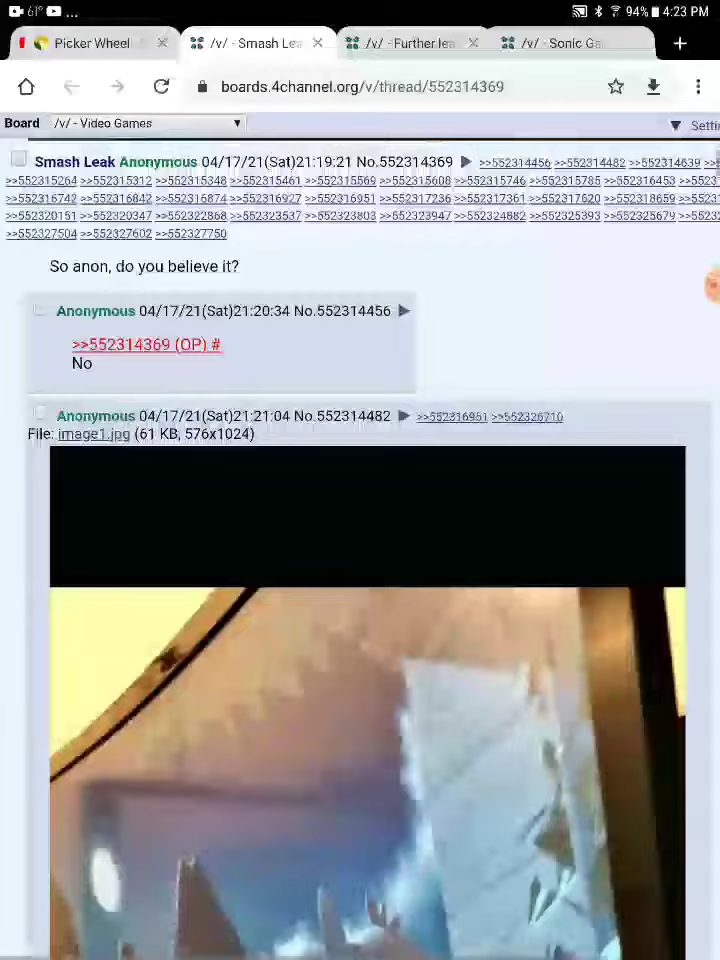 61°
94% 4:23 PM
Picker Wheel
/v/ - Smash Lea
/v/ - Further lea
/v/ - Sonic Ga
boards.4channel.org/v/thread/552314369
Board /v/ - Video Games
Settin
Smash Leak Anonymous 04/17/21(Sat)21:19:21 No.552314369 ▶ >>552314456 >>552314482 >>552314639 >>
>>552315264 >>552315312 >>552315348 >>552315461 >>552315569 >>552315608 >>552315746 >>552315785 >>552316453 >>5523
>>552316742 >>552316842 >>552316874 >>552316927 >>552316951 >>552317236 >>552317361 >>552317620 >>552318659 >>5523
>>552320151 >>552320347 >>552322868 >>552323537 >>552323803 >>552323947 >>552324882 >>552325393 >>552325679 >>5523
>>552327504 >>552327602 >>552327750
So anon, do you believe it?
Anonymous 04/17/21(Sat)21:20:34 No.552314456 ▶
>>552314369 (OP) #
No
Anonymous 04/17/21(Sat)21:21:04 No.552314482 ▶ >>552316951 >>552326710
File: image1.jpg (61 KB, 576x1024)